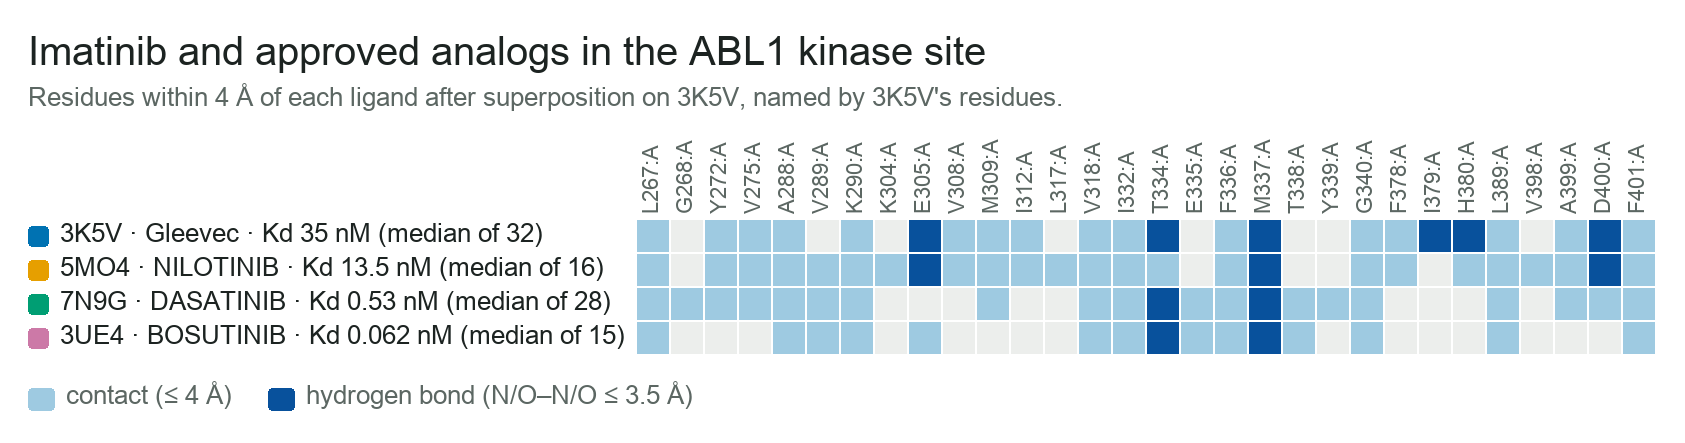 Imatinib and approved analogs in the ABL1 kinase site
Residues within 4 Å of each ligand after superposition on 3K5V, named by 3K5V's residues.
L267:A G268:A Y272:A V275:A A288:A V289:A K290:A K304:A E305:A V308:A M309:A I312:A L317:A V318:A I332:A T334:A E335:A F336:A M337:A T338:A Y339:A G340:A F378:A I379:A H380:A L389:A V398:A A399:A D400:A F401:A
3K5V · Gleevec · Kd 35 nM (median of 32)
5MO4 · NILOTINIB · Kd 13.5 nM (median of 16)
7N9G · DASATINIB · Kd 0.53 nM (median of 28)
3UE4 · BOSUTINIB · Kd 0.062 nM (median of 15)
contact (≤ 4 Å) hydrogen bond (N/O–N/O ≤ 3.5 Å)